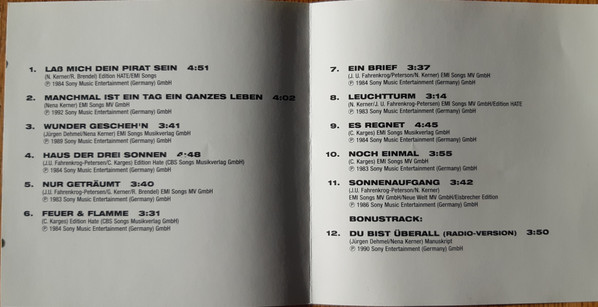 1. LAß MICH DEIN PIRAT SEIN 4:51
(N. Kerner/R. Brendel) Edition HATE/EMI Songs
℗ 1984 Sony Music Entertainment (Germany) GmbH
2. MANCHMAL IST EIN TAG EIN GANZES LEBEN 4:02
(Nena Kerner) EMI Songs MV GmbH
℗ 1992 Sony Music Entertainment (Germany) GmbH
3. WUNDER GESCHEH'N 3:41
(Jürgen Dehmel/Nena Kerner) EMI Songs Musikverlag GmbH
℗ 1989 Sony Music Entertainment (Germany) GmbH
4. HAUS DER DREI SONNEN 4:48
(J.U. Fahrenkrog-Peterson/C. Karges) Edition Hate (CBS Songs Musikverlag GmbH)
℗ 1984 Sony Music Entertainment (Germany) GmbH
5. NUR GETRÄUMT 3:40
(J.U. Fahrenkrog-Peterson/G. Kerner/R. Brendel) EMI Songs MV GmbH
℗ 1983 Sony Music Entertainment (Germany) GmbH
6. FEUER & FLAMME 3:31
(C. Karges) Edition Hate (CBS Songs Musikverlag GmbH)
℗ 1984 Sony Music Entertainment (Germany) GmbH
7. EIN BRIEF 3:37
(J. U. Fahrenkrog-Peterson/N. Kerner) EMI Songs MV GmbH
℗ 1984 Sony Music Entertainment (Germany) GmbH
8. LEUCHTTURM 3:14
(N. Kerner/J. U. Fahrenkrog-Petersen) EMI Songs MV GmbH/Edition HATE
℗ 1983 Sony Music Entertainment (Germany) GmbH
9. ES REGNET 4:45
(C. Karges) EMI Songs Musikverlag GmbH
℗ 1984 Sony Music Entertainment (Germany) GmbH
10. NOCH EINMAL 3:55
(C. Karges) EMI Songs MV GmbH
℗ 1983 Sony Music Entertainment (Germany) GmbH
11. SONNENAUFGANG 3:42
(J.U. Fahrenkrog-Peterson/N. Kerner)
EMI Songs MV GmbH/Neue Welt MV GmbH/Eisbrecher Edition
℗ 1986 Sony Music Entertainment (Germany) GmbH
BONUSTRACK:
12. DU BIST ÜBERALL (RADIO-VERSION) 3:50
(Jürgen Dehmel/Nena Kerner) Manuskript
℗ 1990 Sony Music Entertainment (Germany) GmbH